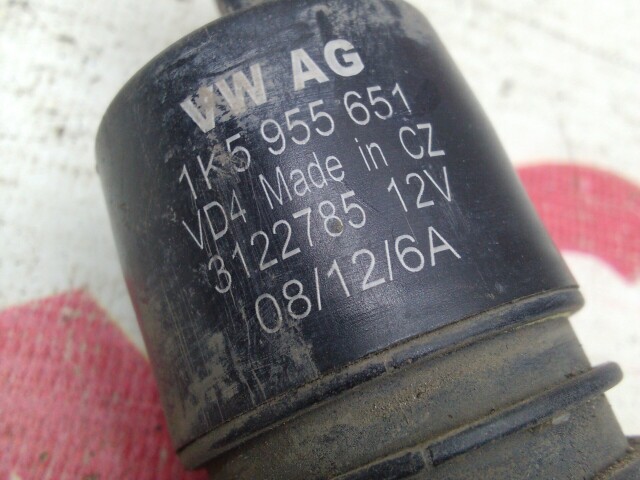 VW AG
1K5 955 651
VD4 Made in CZ
3122785 12V
08/12/6A